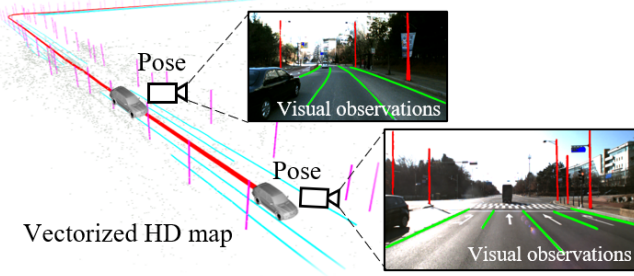 Pose
Visual observations
Pose
Vectorized HD map
Visual observations